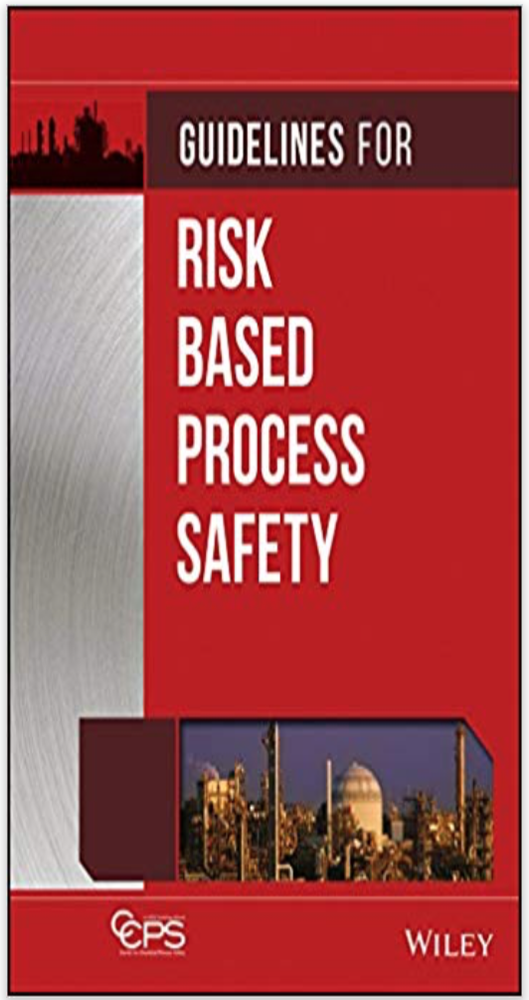 GUIDELINES FOR
RISK
BASED
PROCESS
SAFETY
CCPS
WILEY